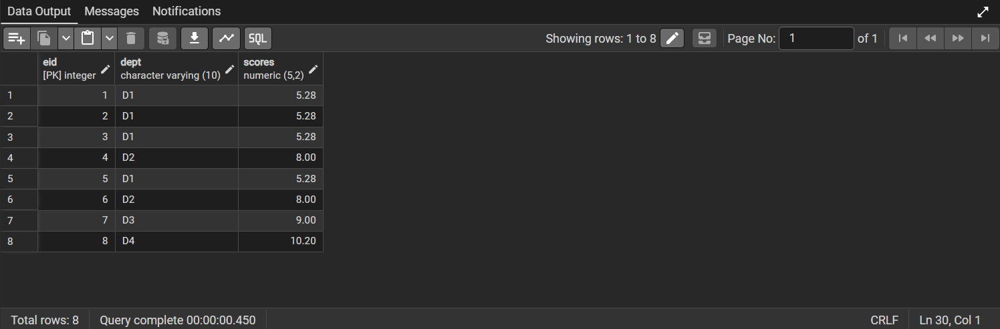 Data Output Messages Notifications
SQL Showing rows: 1 to 8 Page No: 1 of 1
eid dept scores
[PK] integer character varying (10) numeric (5,2)
1 1 D1 5.28
2 2 D1 5.28
3 3 D1 5.28
4 4 D2 8.00
5 5 D1 5.28
6 6 D2 8.00
7 7 D3 9.00
8 8 D4 10.20
Total rows: 8 Query complete 00:00:00.450 CRLF Ln 30, Col 1